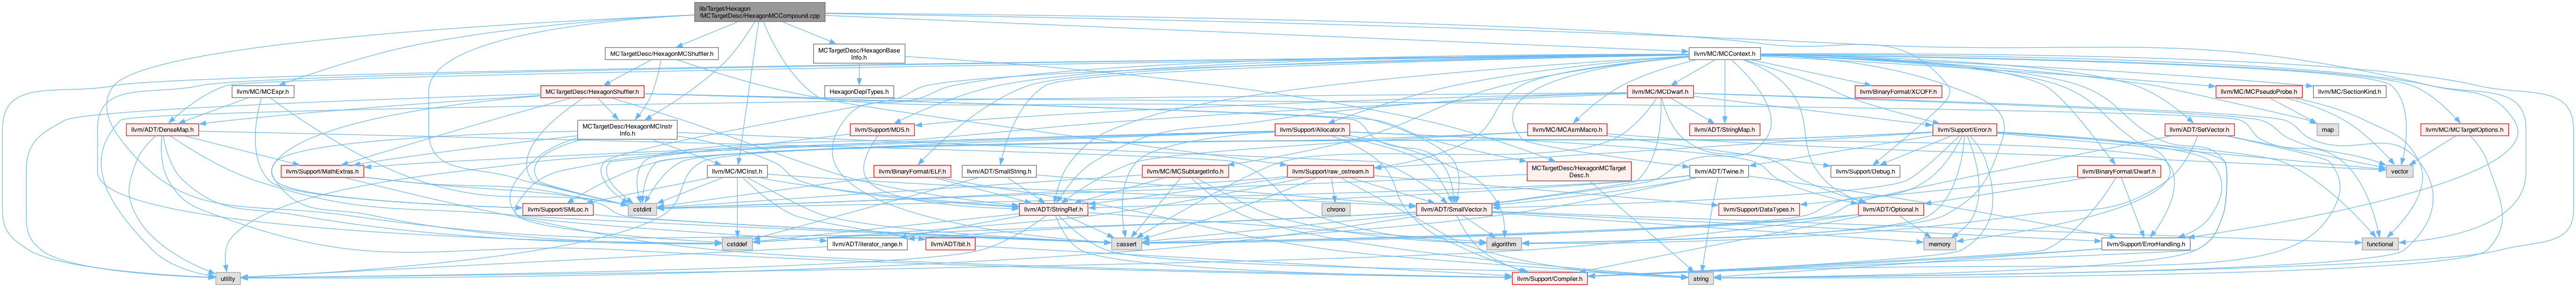 lib/Target/Hexagon
/MCTargetDesc/HexagonMCCompound.cpp
MCTargetDesc/HexagonMCShuffler.h
MCTargetDesc/HexagonBase
Info.h
llvm/MC/MCContext.h
llvm/MC/MCExpr.h
MCTargetDesc/HexagonShuffler.h
HexagonDepITypes.h
llvm/MC/MCDwarf.h
llvm/BinaryFormat/XCOFF.h
llvm/MC/MCPseudoProbe.h
llvm/MC/SectionKind.h
llvm/ADT/DenseMap.h
MCTargetDesc/HexagonMCInstr
Info.h
llvm/Support/MD5.h
llvm/Support/Allocator.h
llvm/MC/MCAsmMacro.h
llvm/ADT/StringMap.h
llvm/Support/Error.h
llvm/ADT/SetVector.h
map
llvm/MC/MCTargetOptions.h
llvm/Support/MathExtras.h
llvm/MC/MCInst.h
llvm/BinaryFormat/ELF.h
llvm/ADT/SmallString.h
llvm/MC/MCSubtargetInfo.h
llvm/Support/raw_ostream.h
MCTargetDesc/HexagonMCTarget
Desc.h
llvm/ADT/Twine.h
llvm/Support/Debug.h
llvm/BinaryFormat/Dwarf.h
vector
llvm/Support/SMLoc.h
cstdint
llvm/ADT/StringRef.h
chrono
llvm/ADT/SmallVector.h
llvm/Support/DataTypes.h
llvm/ADT/Optional.h
cstddef
llvm/ADT/iterator_range.h
llvm/ADT/bit.h
cassert
algorithm
memory
llvm/Support/ErrorHandling.h
functional
utility
llvm/Support/Compiler.h
string